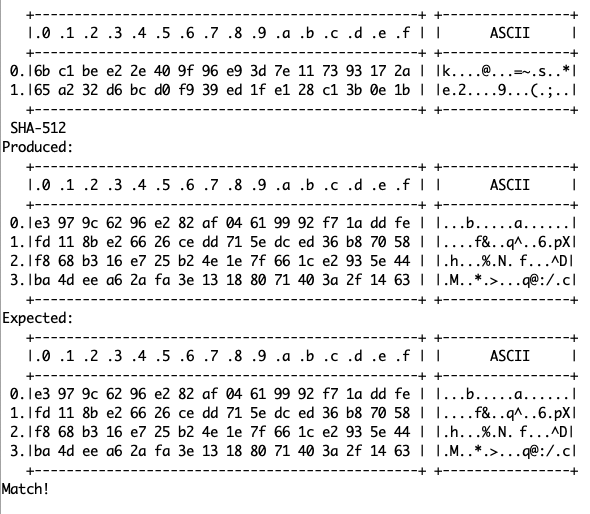 +-------------------------------------------------+ +----------------+
|.0 .1 .2 .3 .4 .5 .6 .7 .8 .9 .a .b .c .d .e .f | |      ASCII     |
+-------------------------------------------------+ +----------------+
0.|6b c1 be e2 2e 40 9f 96 e9 3d 7e 11 73 93 17 2a | |k....@...=~.s..*|
1.|65 a2 32 d6 bc d0 f9 39 ed 1f e1 28 c1 3b 0e 1b | |e.2....9...(.;..|
+-------------------------------------------------+ +----------------+
SHA-512
Produced:
+-------------------------------------------------+ +----------------+
|.0 .1 .2 .3 .4 .5 .6 .7 .8 .9 .a .b .c .d .e .f | |      ASCII     |
+-------------------------------------------------+ +----------------+
0.|e3 97 9c 62 96 e2 82 af 04 61 99 92 f7 1a dd fe | |...b.....a......|
1.|fd 11 8b e2 66 26 ce dd 71 5e dc ed 36 b8 70 58 | |....f&..q^..6.pX|
2.|f8 68 b3 16 e7 25 b2 4e 1e 7f 66 1c e2 93 5e 44 | |.h...%.N. f...^D|
3.|ba 4d ee a6 2a fa 3e 13 18 80 71 40 3a 2f 14 63 | |.M..*.>...q@:/.c|
+-------------------------------------------------+ +----------------+
Expected:
+-------------------------------------------------+ +----------------+
|.0 .1 .2 .3 .4 .5 .6 .7 .8 .9 .a .b .c .d .e .f | |      ASCII     |
+-------------------------------------------------+ +----------------+
0.|e3 97 9c 62 96 e2 82 af 04 61 99 92 f7 1a dd fe | |...b.....a......|
1.|fd 11 8b e2 66 26 ce dd 71 5e dc ed 36 b8 70 58 | |....f&..q^..6.pX|
2.|f8 68 b3 16 e7 25 b2 4e 1e 7f 66 1c e2 93 5e 44 | |.h...%.N. f...^D|
3.|ba 4d ee a6 2a fa 3e 13 18 80 71 40 3a 2f 14 63 | |.M..*.>...q@:/.c|
+-------------------------------------------------+ +----------------+
Match!